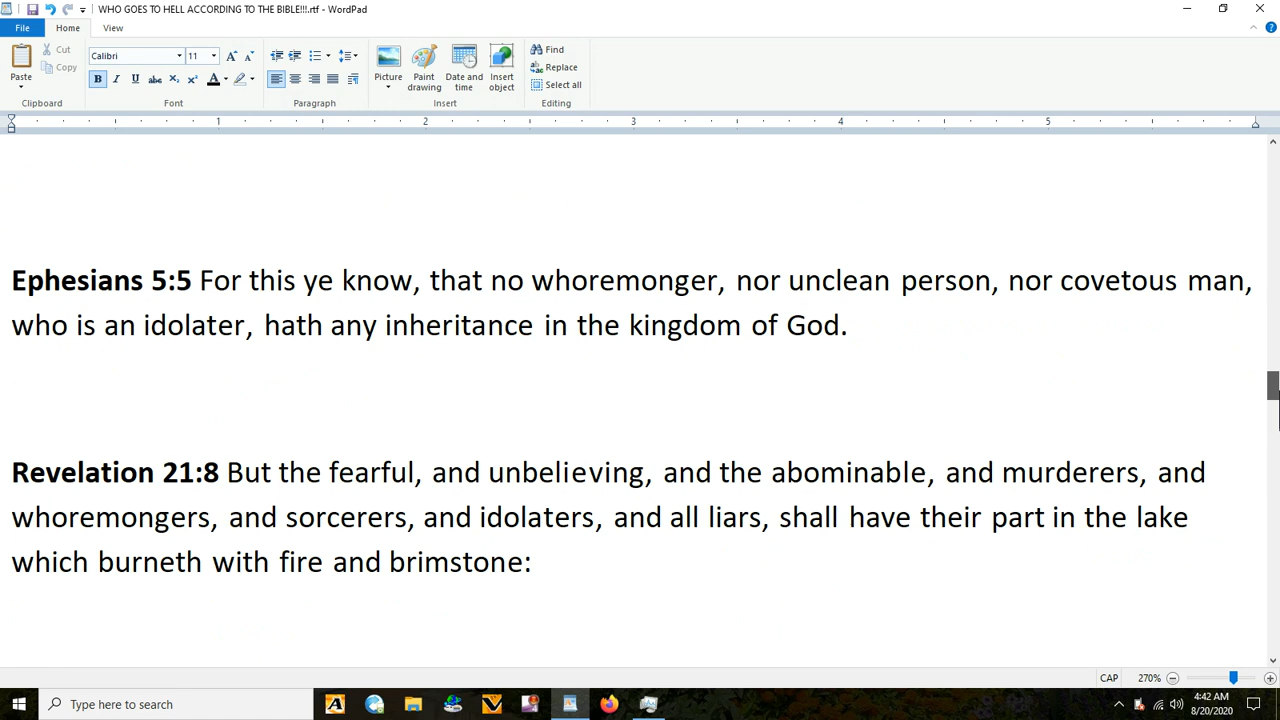 WHO GOES TO HELL ACCORDING TO THE BIBLE!!!.rtf - WordPad
File Home View
Paste
Cut
Copy
Clipboard
Calibri 11
Font
Paragraph
Picture
Paint drawing
Date and time
Insert object
Insert
Find
Replace
Select all
Editing
1 2 3 4 5
Ephesians 5:5 For this ye know, that no whoremonger, nor unclean person, nor covetous man,
who is an idolater, hath any inheritance in the kingdom of God.
Revelation 21:8 But the fearful, and unbelieving, and the abominable, and murderers, and
whoremongers, and sorcerers, and idolaters, and all liars, shall have their part in the lake
which burneth with fire and brimstone:
CAP 270%
Type here to search
4:42 AM
8/20/2020